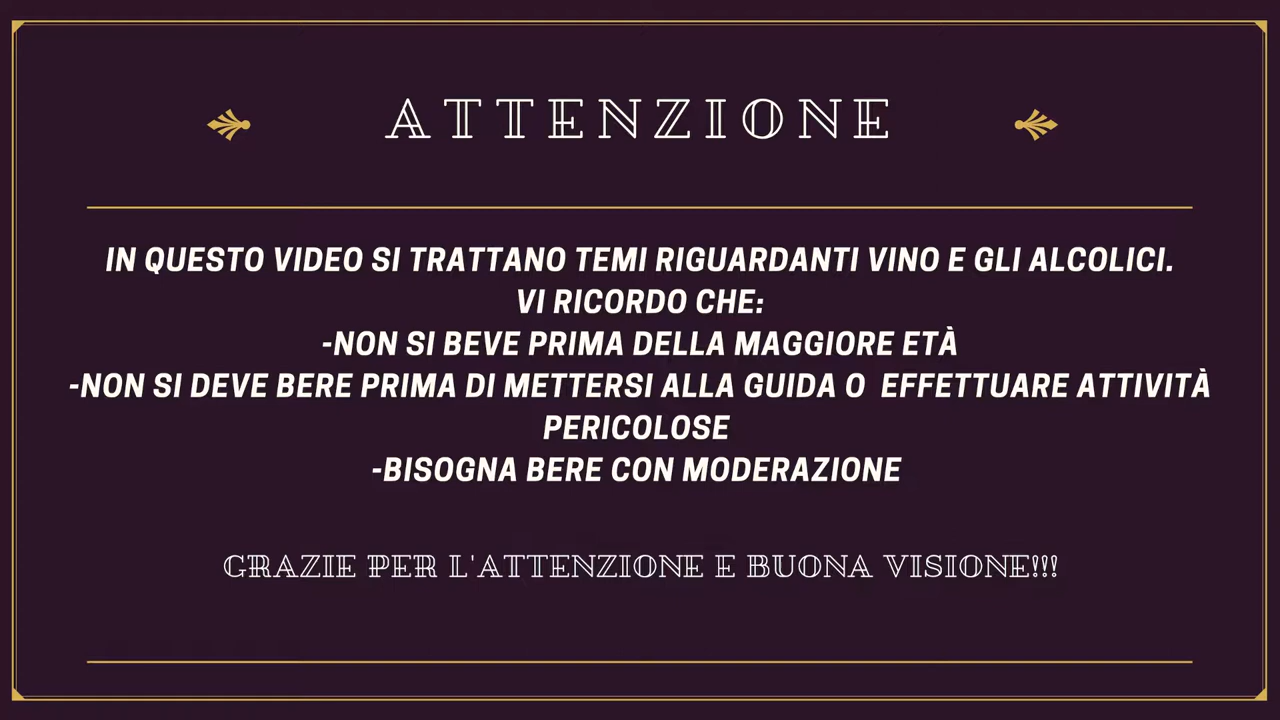 ATTENZIONE
IN QUESTO VIDEO SI TRATTANO TEMI RIGUARDANTI VINO E GLI ALCOLICI.
VI RICORDO CHE:
-NON SI BEVE PRIMA DELLA MAGGIORE ETÀ
-NON SI DEVE BERE PRIMA DI METTERSI ALLA GUIDA O EFFETTUARE ATTIVITÀ
PERICOLOSE
-BISOGNA BERE CON MODERAZIONE
GRAZIE PER L'ATTENZIONE E BUONA VISIONE!!!